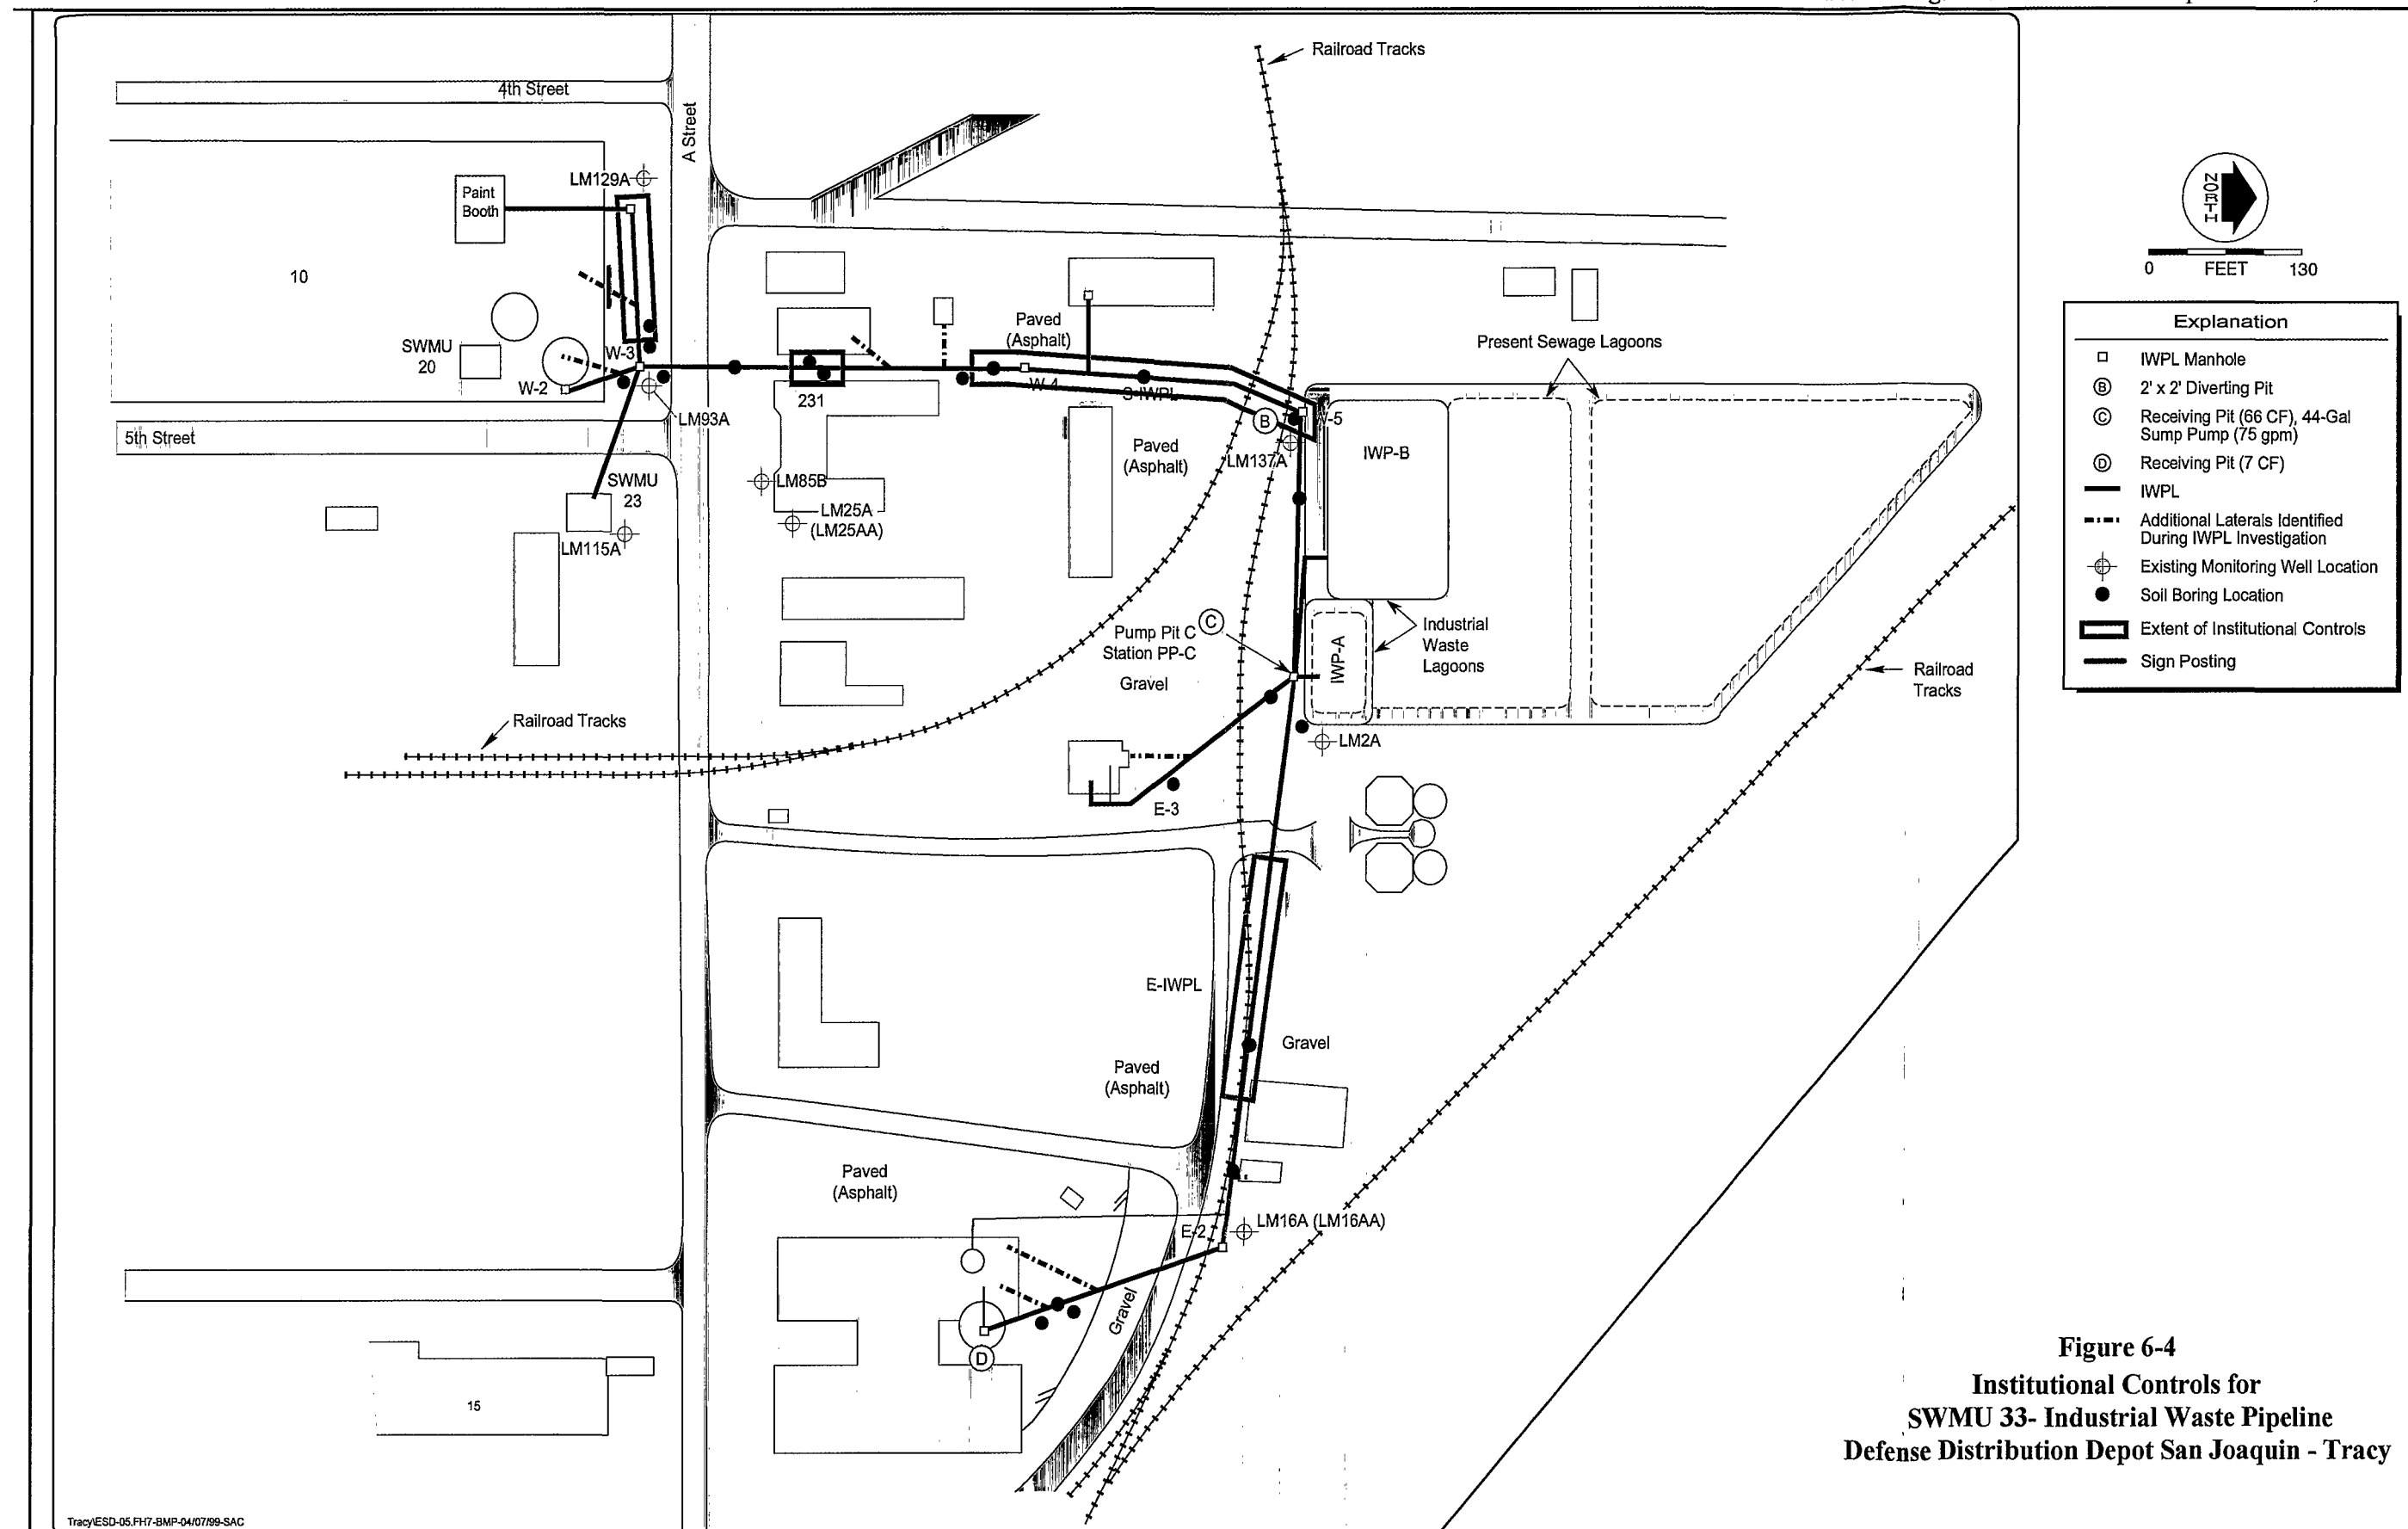 Railroad Tracks
4th Street
A Street
LM129A
Paint
Booth
10
NORTH
0 FEET 130
Explanation
IWPL Manhole
B 2' x 2' Diverting Pit
C Receiving Pit (66 CF), 44-Gal
Sump Pump (75 gpm)
D Receiving Pit (7 CF)
IWPL
Additional Laterals Identified
During IWPL Investigation
Existing Monitoring Well Location
Soil Boring Location
Extent of Institutional Controls
Sign Posting
Paved
(Asphalt)
Present Sewage Lagoons
SWMU
20
W-3
W-2
W-4
S-IWPL
231
LM93A
B
W-5
5th Street
Paved
(Asphalt)
LM137A
IWP-B
SWMU
23
LM85B
LM25A
(LM25AA)
LM115A
C
Pump Pit C
Station PP-C
Gravel
IWP-A
Industrial
Waste
Lagoons
Railroad
Tracks
Railroad Tracks
LM2A
E-3
E-IWPL
Gravel
Paved
(Asphalt)
Paved
(Asphalt)
E-2
LM16A (LM16AA)
Gravel
D
15
Figure 6-4
Institutional Controls for
SWMU 33- Industrial Waste Pipeline
Defense Distribution Depot San Joaquin - Tracy
Tracy\ESD-05.FH7-BMP-04/07/99-SAC